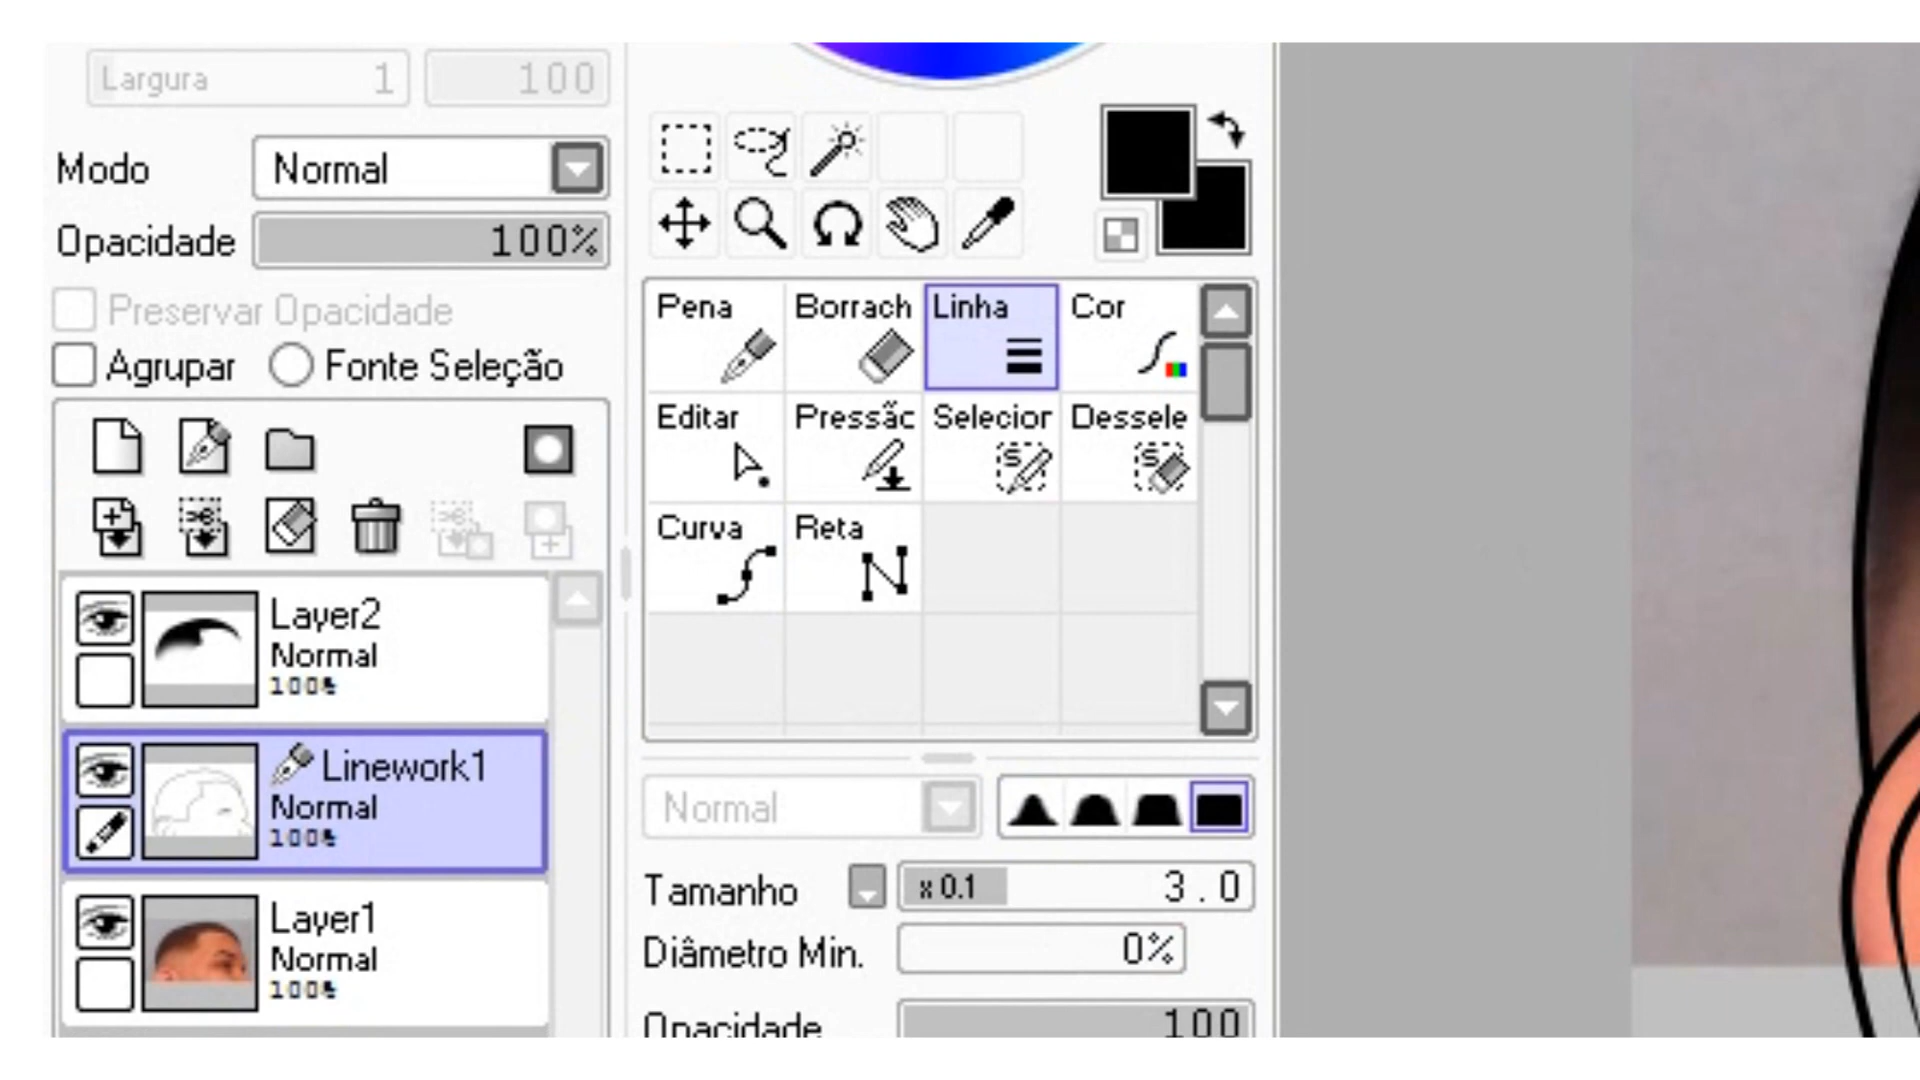 Largura 1 100
Modo Normal
Opacidade 100%
Preservar Opacidade
Agrupar Fonte Seleção
Layer2
Normal
100%
Linework1
Normal
100%
Layer1
Normal
100%
Pena Borrach Linha Cor
Editar Pressão Selecior Dessele
Curva Reta
Normal
Tamanho x 0.1 3.0
Diâmetro Min. 0%
Opacidade 100